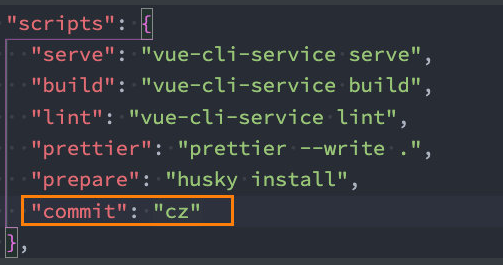 "scripts": {
"serve": "vue-cli-service serve",
"build": "vue-cli-service build",
"lint": "vue-cli-service lint",
"prettier": "prettier --write .",
"prepare": "husky install",
"commit": "cz"
},